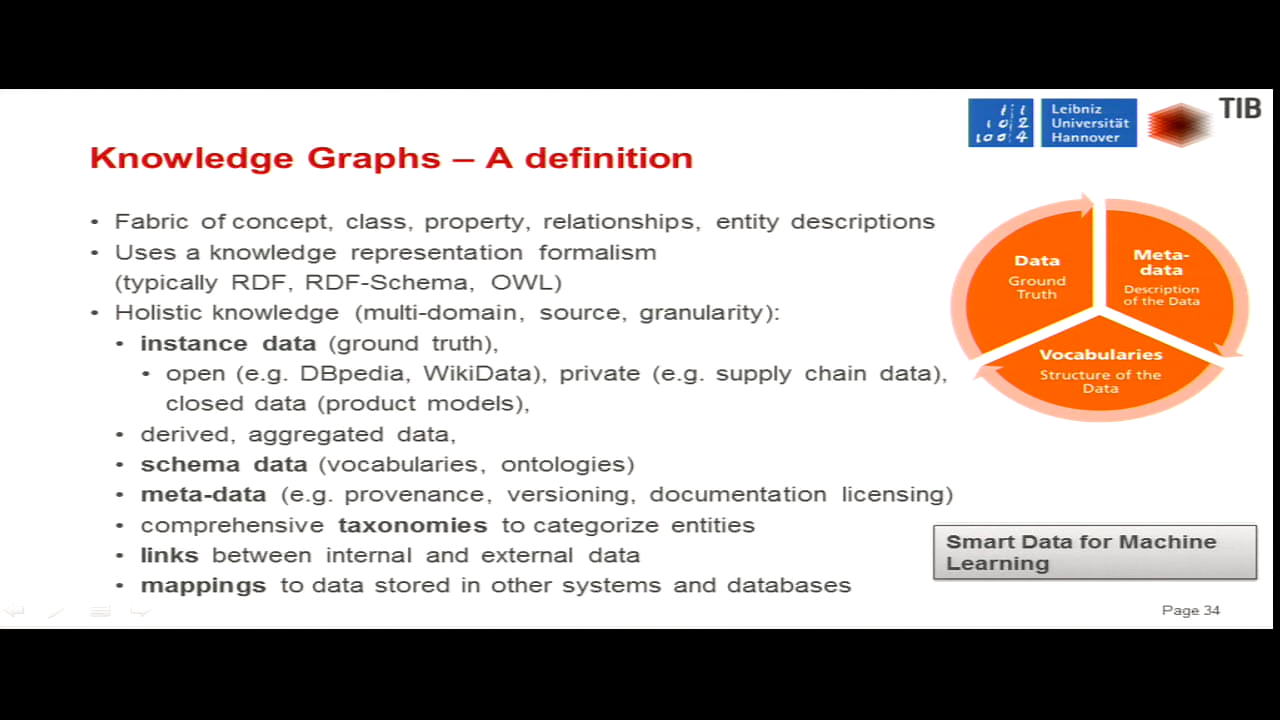 Leibniz
Universität
Hannover
TIB
Knowledge Graphs – A definition
• Fabric of concept, class, property, relationships, entity descriptions
• Uses a knowledge representation formalism
(typically RDF, RDF-Schema, OWL)
• Holistic knowledge (multi-domain, source, granularity):
• instance data (ground truth),
• open (e.g. DBpedia, WikiData), private (e.g. supply chain data),
closed data (product models),
• derived, aggregated data,
• schema data (vocabularies, ontologies)
• meta-data (e.g. provenance, versioning, documentation licensing)
• comprehensive taxonomies to categorize entities
• links between internal and external data
• mappings to data stored in other systems and databases
Data
Ground
Truth
Meta-
data
Description
of the Data
Vocabularies
Structure of the
Data
Smart Data for Machine
Learning
Page 34